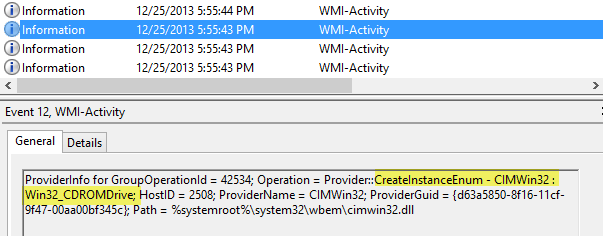 Information 12/25/2013 5:55:44 PM WMI-Activity
Information 12/25/2013 5:55:43 PM WMI-Activity
Information 12/25/2013 5:55:43 PM WMI-Activity
Information 12/25/2013 5:55:43 PM WMI-Activity
Event 12, WMI-Activity
General Details
ProviderInfo for GroupOperationId = 42534; Operation = Provider::CreateInstanceEnum - CIMWin32 :
Win32_CDROMDrive; HostID = 2508; ProviderName = CIMWin32; ProviderGuid = {d63a5850-8f16-11cf-
9f47-00aa00bf345c}; Path = %systemroot%\system32\wbem\cimwin32.dll